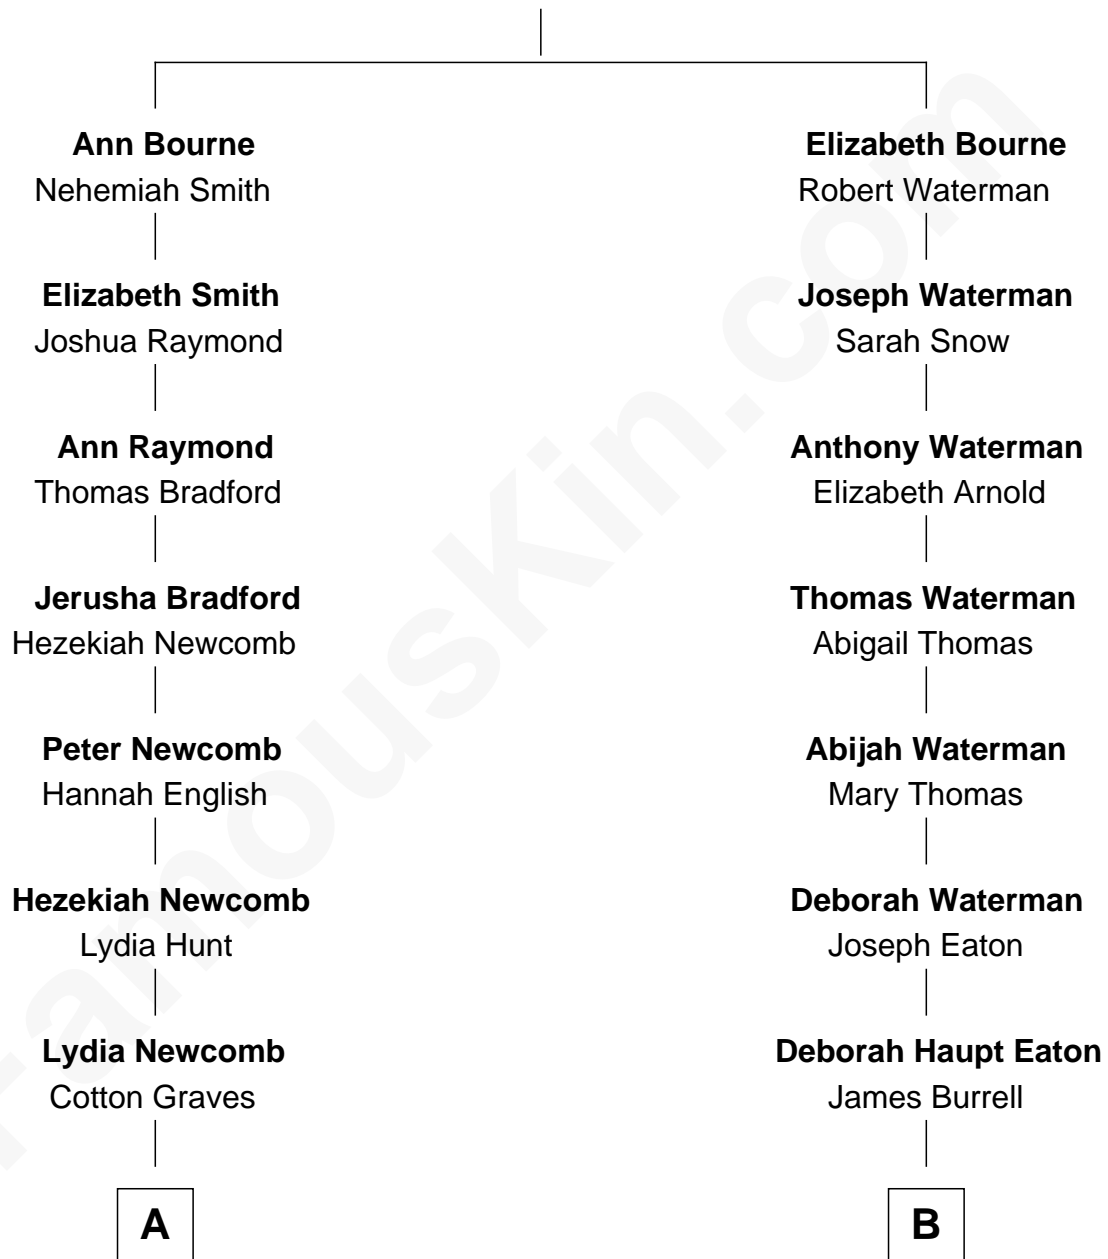 Ann Bourne
Nehemiah Smith
Elizabeth Smith
Joshua Raymond
Ann Raymond
Thomas Bradford
Jerusha Bradford
Hezekiah Newcomb
Peter Newcomb
Hannah English
Hezekiah Newcomb
Lydia Hunt
Lydia Newcomb
Cotton Graves
A
Elizabeth Bourne
Robert Waterman
Joseph Waterman
Sarah Snow
Anthony Waterman
Elizabeth Arnold
Thomas Waterman
Abigail Thomas
Abijah Waterman
Mary Thomas
Deborah Waterman
Joseph Eaton
Deborah Haupt Eaton
James Burrell
B
FamousKin.com